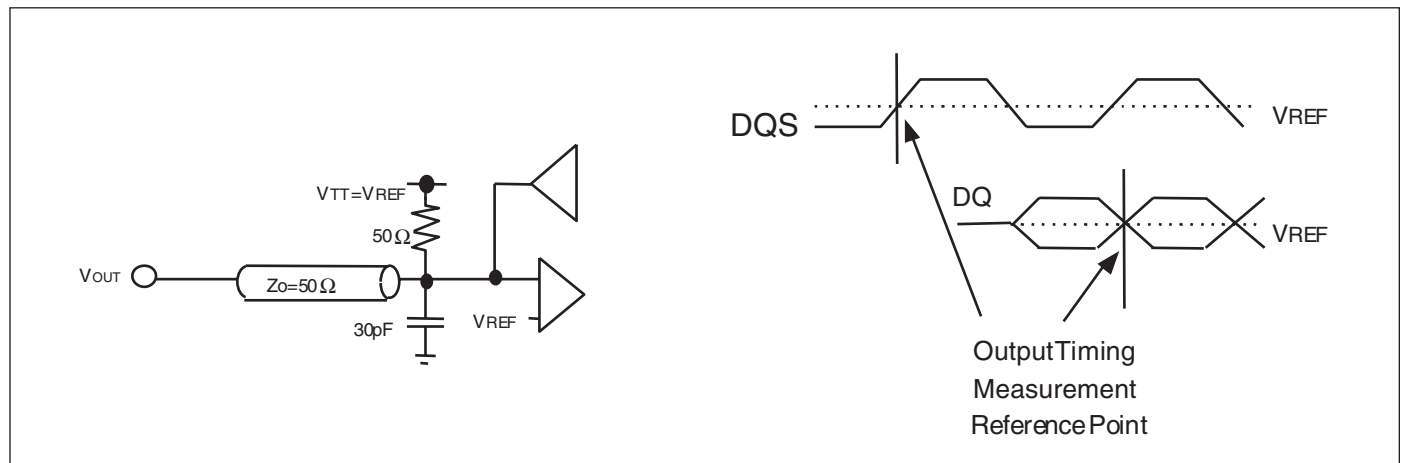 VTT=VREF
50Ω
VOUT
Zo=50Ω
30pF
VREF
DQS
VREF
DQ
VREF
OutputTiming
Measurement
ReferencePoint